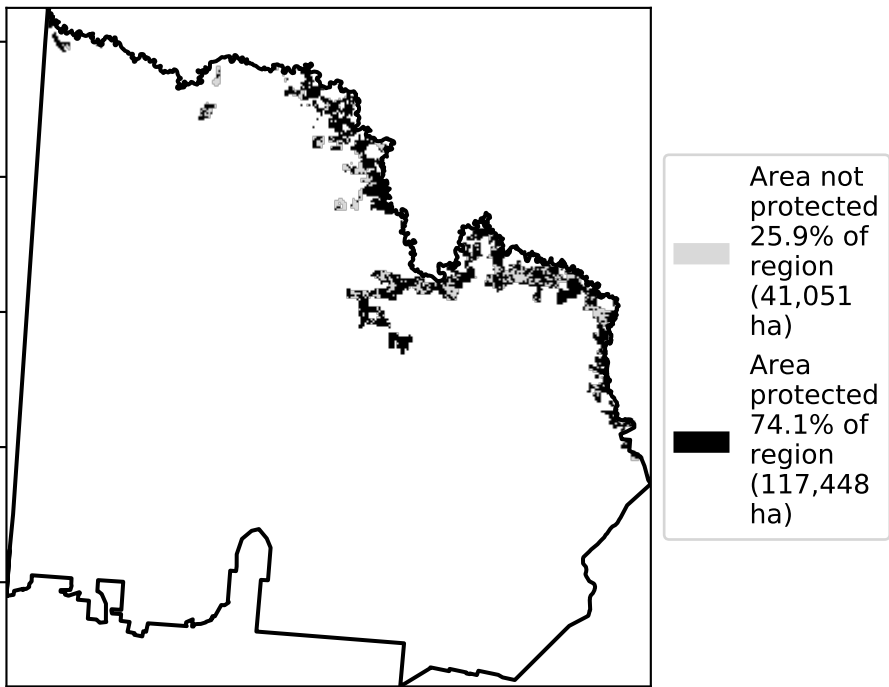 Area not
protected
25.9% of
region
(41,051
ha)
Area
protected
74.1% of
region
(117,448
ha)